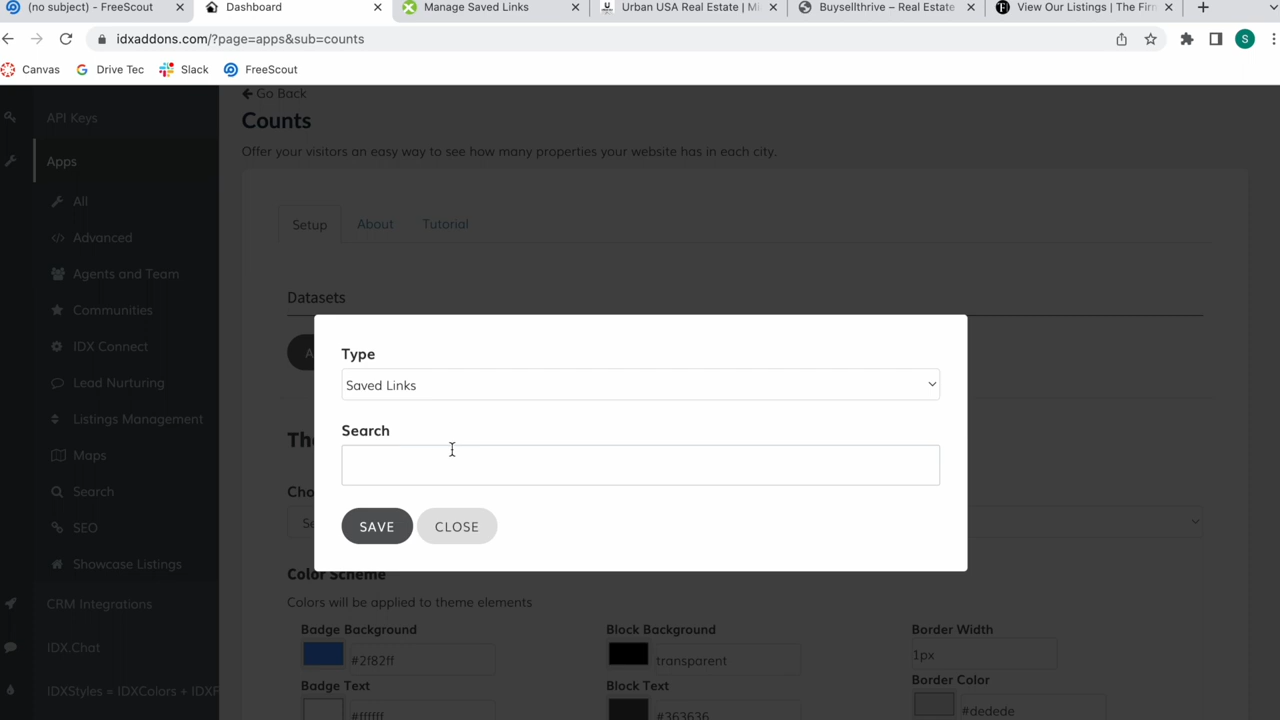 (no subject) - FreeScout
Dashboard
Manage Saved Links
Urban USA Real Estate | Mi
Buysellthrive – Real Estate
View Our Listings | The Firm
idxaddons.com/?page=apps&sub=counts
S
Canvas
Drive Tec
Slack
FreeScout
API Keys
Apps
All
Advanced
Agents and Team
Communities
IDX Connect
Lead Nurturing
Listings Management
Maps
Search
SEO
Showcase Listings
CRM Integrations
IDX.Chat
IDXStyles = IDXColors + IDXF
Go Back
Counts
Offer your visitors an easy way to see how many properties your website has in each city.
Setup
About
Tutorial
Datasets
A
Type
Saved Links
Search
SAVE
CLOSE
Th
Cho
Se
Color Scheme
Colors will be applied to theme elements
Badge Background
#2f82ff
Badge Text
#ffffff
Block Background
transparent
Block Text
#363636
Border Width
1px
Border Color
#dedede